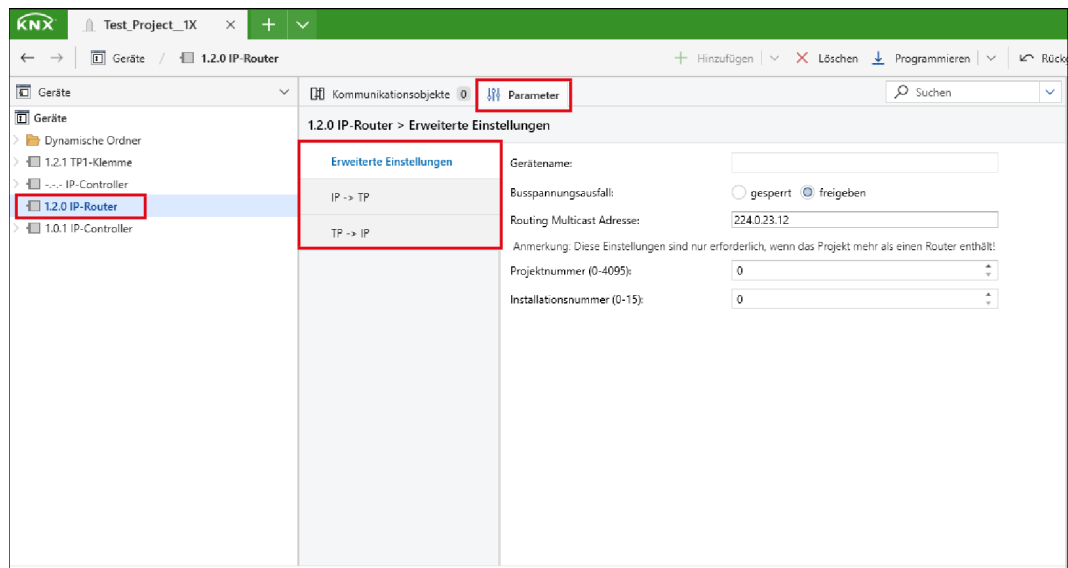 KNX Test_Project_1X
Geräte / 1.2.0 IP-Router Hinzufügen Löschen Programmieren
Geräte Kommunikationsobjekte 0 Parameter Suchen
Geräte
1.2.0 IP-Router > Erweiterte Einstellungen
Dynamische Ordner
1.2.1 TP1-Klemme
-.-.- IP-Controller
1.2.0 IP-Router
1.0.1 IP-Controller
Erweiterte Einstellungen
IP -> TP
TP -> IP
Gerätename:
Busspannungsausfall: gesperrt freigeben
Routing Multicast Adresse: 224.0.23.12
Anmerkung: Diese Einstellungen sind nur erforderlich, wenn das Projekt mehr als einen Router enthält!
Projektnummer (0-4095): 0
Installationsnummer (0-15): 0